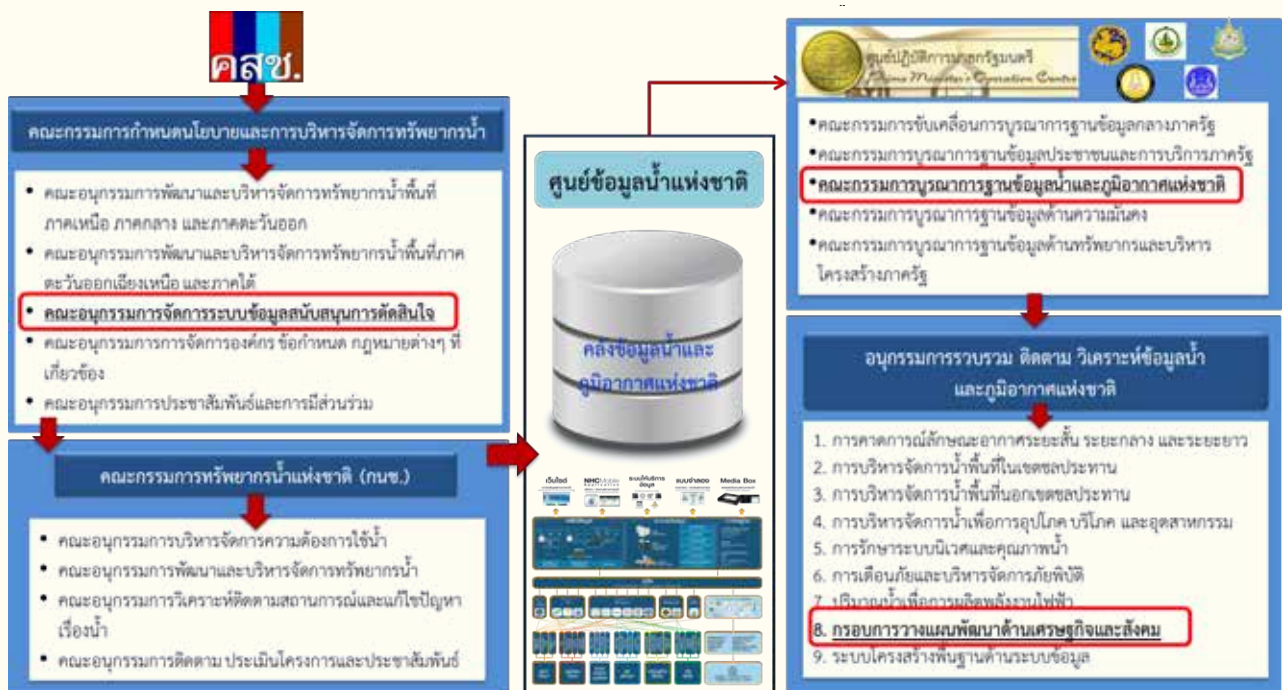 คสช.
คณะกรรมการกำหนดนโยบายและการบริหารจัดการทรัพยากรน้ำ
• คณะอนุกรรมการพัฒนาและบริหารจัดการทรัพยากรน้ำพื้นที่
ภาคเหนือ ภาคกลาง และภาคตะวันออก
• คณะอนุกรรมการพัฒนาและบริหารจัดการทรัพยากรน้ำพื้นที่ภาค
ตะวันออกเฉียงเหนือ และภาคใต้
• คณะอนุกรรมการจัดการระบบข้อมูลสนับสนุนการตัดสินใจ
• คณะอนุกรรมการการจัดการองค์กร ข้อกำหนด กฎหมายต่างๆ ที่
เกี่ยวข้อง
• คณะอนุกรรมการประชาสัมพันธ์และการมีส่วนร่วม
คณะกรรมการทรัพยากรน้ำแห่งชาติ (กนช.)
• คณะอนุกรรมการบริหารจัดการความต้องการใช้น้ำ
• คณะอนุกรรมการพัฒนาและบริหารจัดการทรัพยากรน้ำ
• คณะอนุกรรมการวิเคราะห์ติดตามสถานการณ์และแก้ไขปัญหา
เรื่องน้ำ
• คณะอนุกรรมการติดตาม ประเมินโครงการและประชาสัมพันธ์
ศูนย์ข้อมูลน้ำแห่งชาติ
คลังข้อมูลน้ำและ
ภูมิอากาศแห่งชาติ
เว็บไซต์
NHC Mobile
ระบบให้บริการ
ข้อมูล
แบบจำลอง
Media Box
ศูนย์ปฏิบัติการนายกรัฐมนตรี
Prime Minister's Operation Centre
•คณะกรรมการขับเคลื่อนการบูรณาการฐานข้อมูลกลางภาครัฐ
•คณะกรรมการบูรณาการฐานข้อมูลประชาชนและการบริการภาครัฐ
•คณะกรรมการบูรณาการฐานข้อมูลน้ำและภูมิอากาศแห่งชาติ
•คณะกรรมการบูรณาการฐานข้อมูลด้านความมั่นคง
•คณะกรรมการบูรณาการฐานข้อมูลด้านทรัพยากรและบริหาร
โครงสร้างภาครัฐ
อนุกรรมการรวบรวม ติดตาม วิเคราะห์ข้อมูลน้ำ
และภูมิอากาศแห่งชาติ
1. การคาดการณ์ลักษณะอากาศระยะสั้น ระยะกลาง และระยะยาว
2. การบริหารจัดการน้ำพื้นที่ในเขตชลประทาน
3. การบริหารจัดการน้ำพื้นที่นอกเขตชลประทาน
4. การบริหารจัดการน้ำเพื่อการอุปโภค บริโภค และอุตสาหกรรม
5. การรักษาระบบนิเวศและคุณภาพน้ำ
6. การเตือนภัยและบริหารจัดการภัยพิบัติ
7. ปริมาณน้ำเพื่อการผลิตพลังงานไฟฟ้า
8. กรอบการวางแผนพัฒนาด้านเศรษฐกิจและสังคม
9. ระบบโครงสร้างพื้นฐานด้านระบบข้อมูล